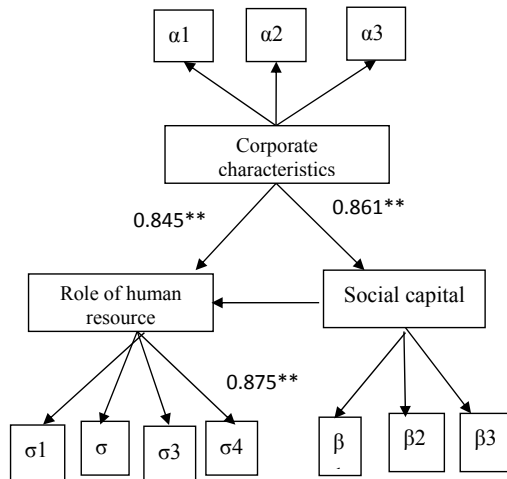 α1 α2 α3
Corporate
characteristics
0.845** 0.861**
Role of human
resource
Social capital
0.875**
σ1 σ σ3 σ4 β β2 β3